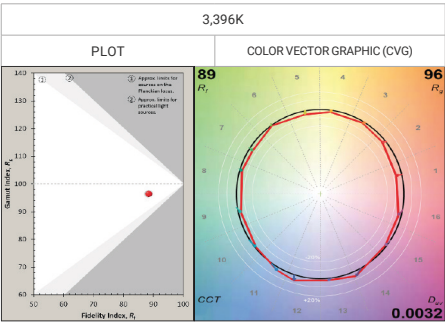 3,396K
PLOT
COLOR VECTOR GRAPHIC (CVG)
140
130
120
110
100
90
80
70
60
50 60 70 80 90 100
Gamut Index, Rg
Fidelity Index, Rf
① Approx. limits for
sources on the
Planckian locus.
② Approx. limits for
practical light
sources.
① ②
89
Rf
96
Rg
5 4
6 3
7 2
8 1
9 16
10 15
11 14
12 13
+20%
CCT
Duv
0.0032